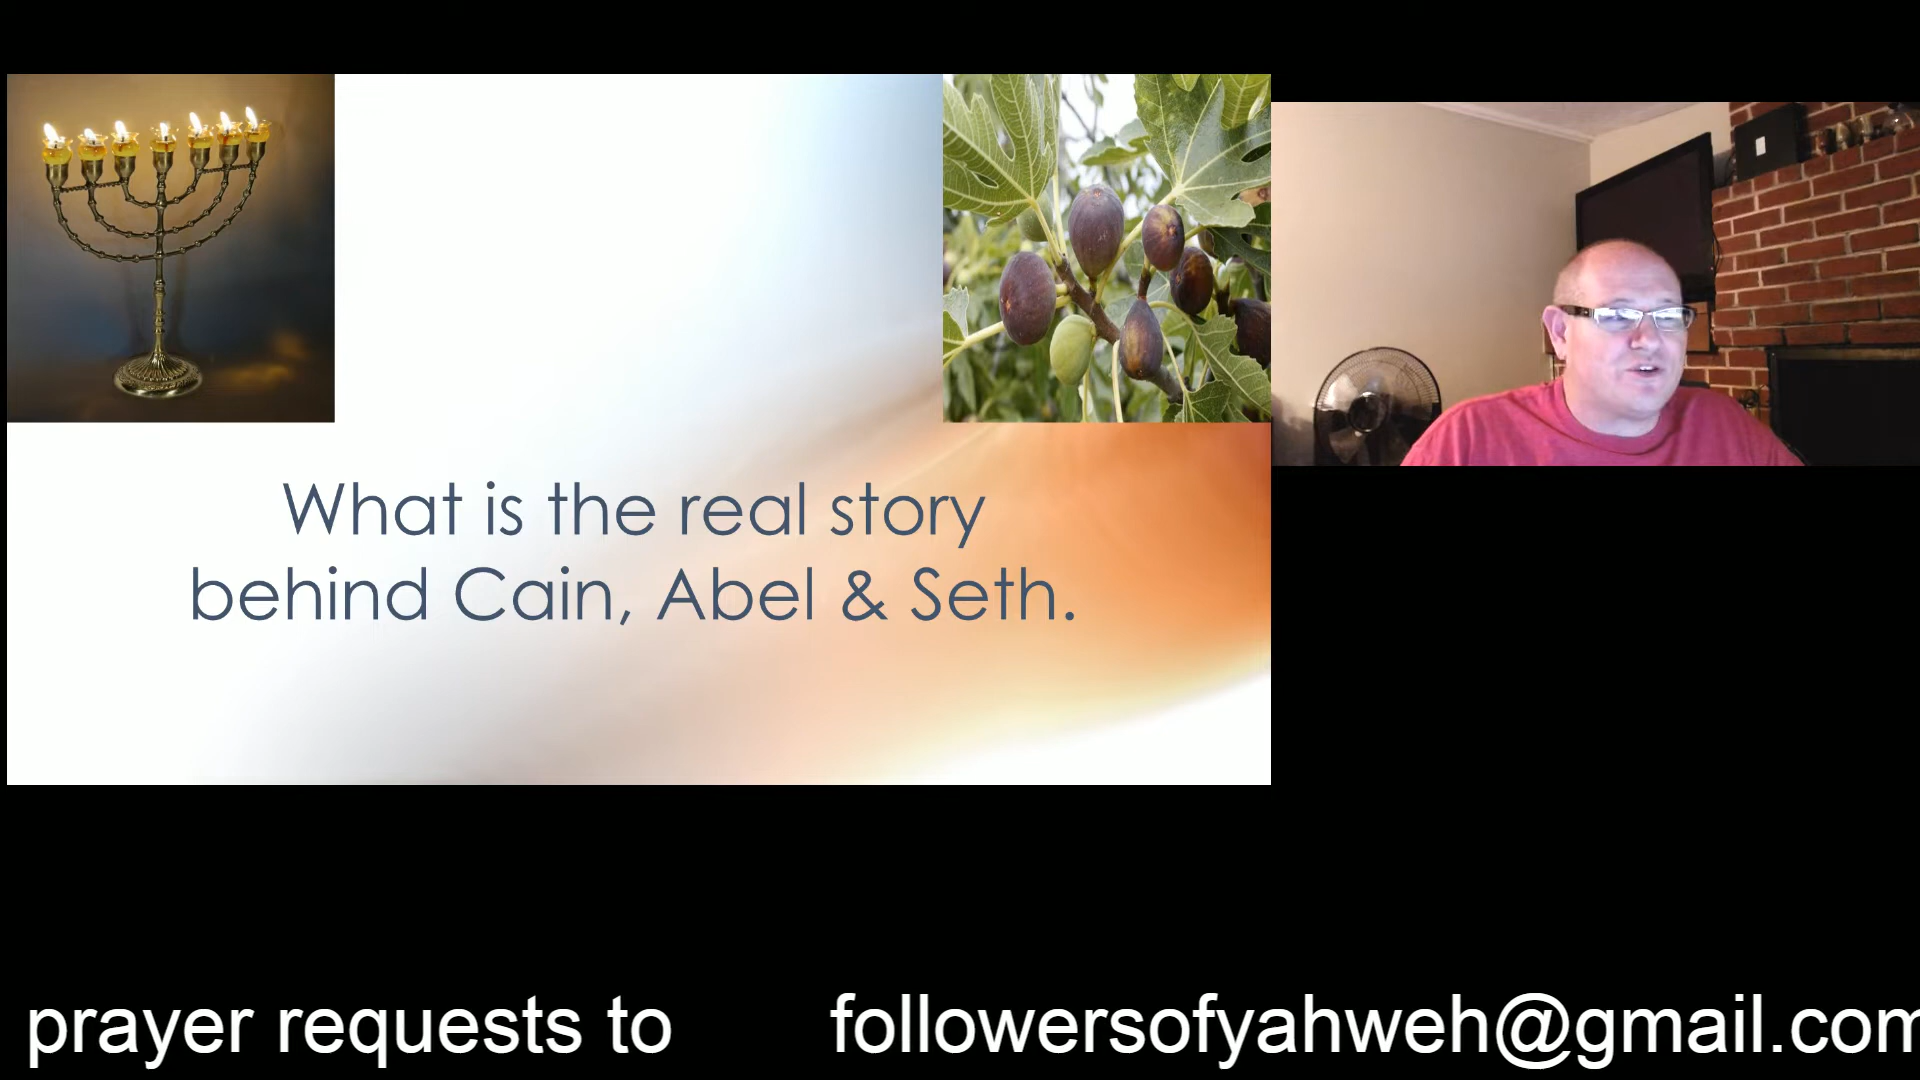 What is the real story
behind Cain, Abel & Seth.
prayer requests to followersofyahweh@gmail.com